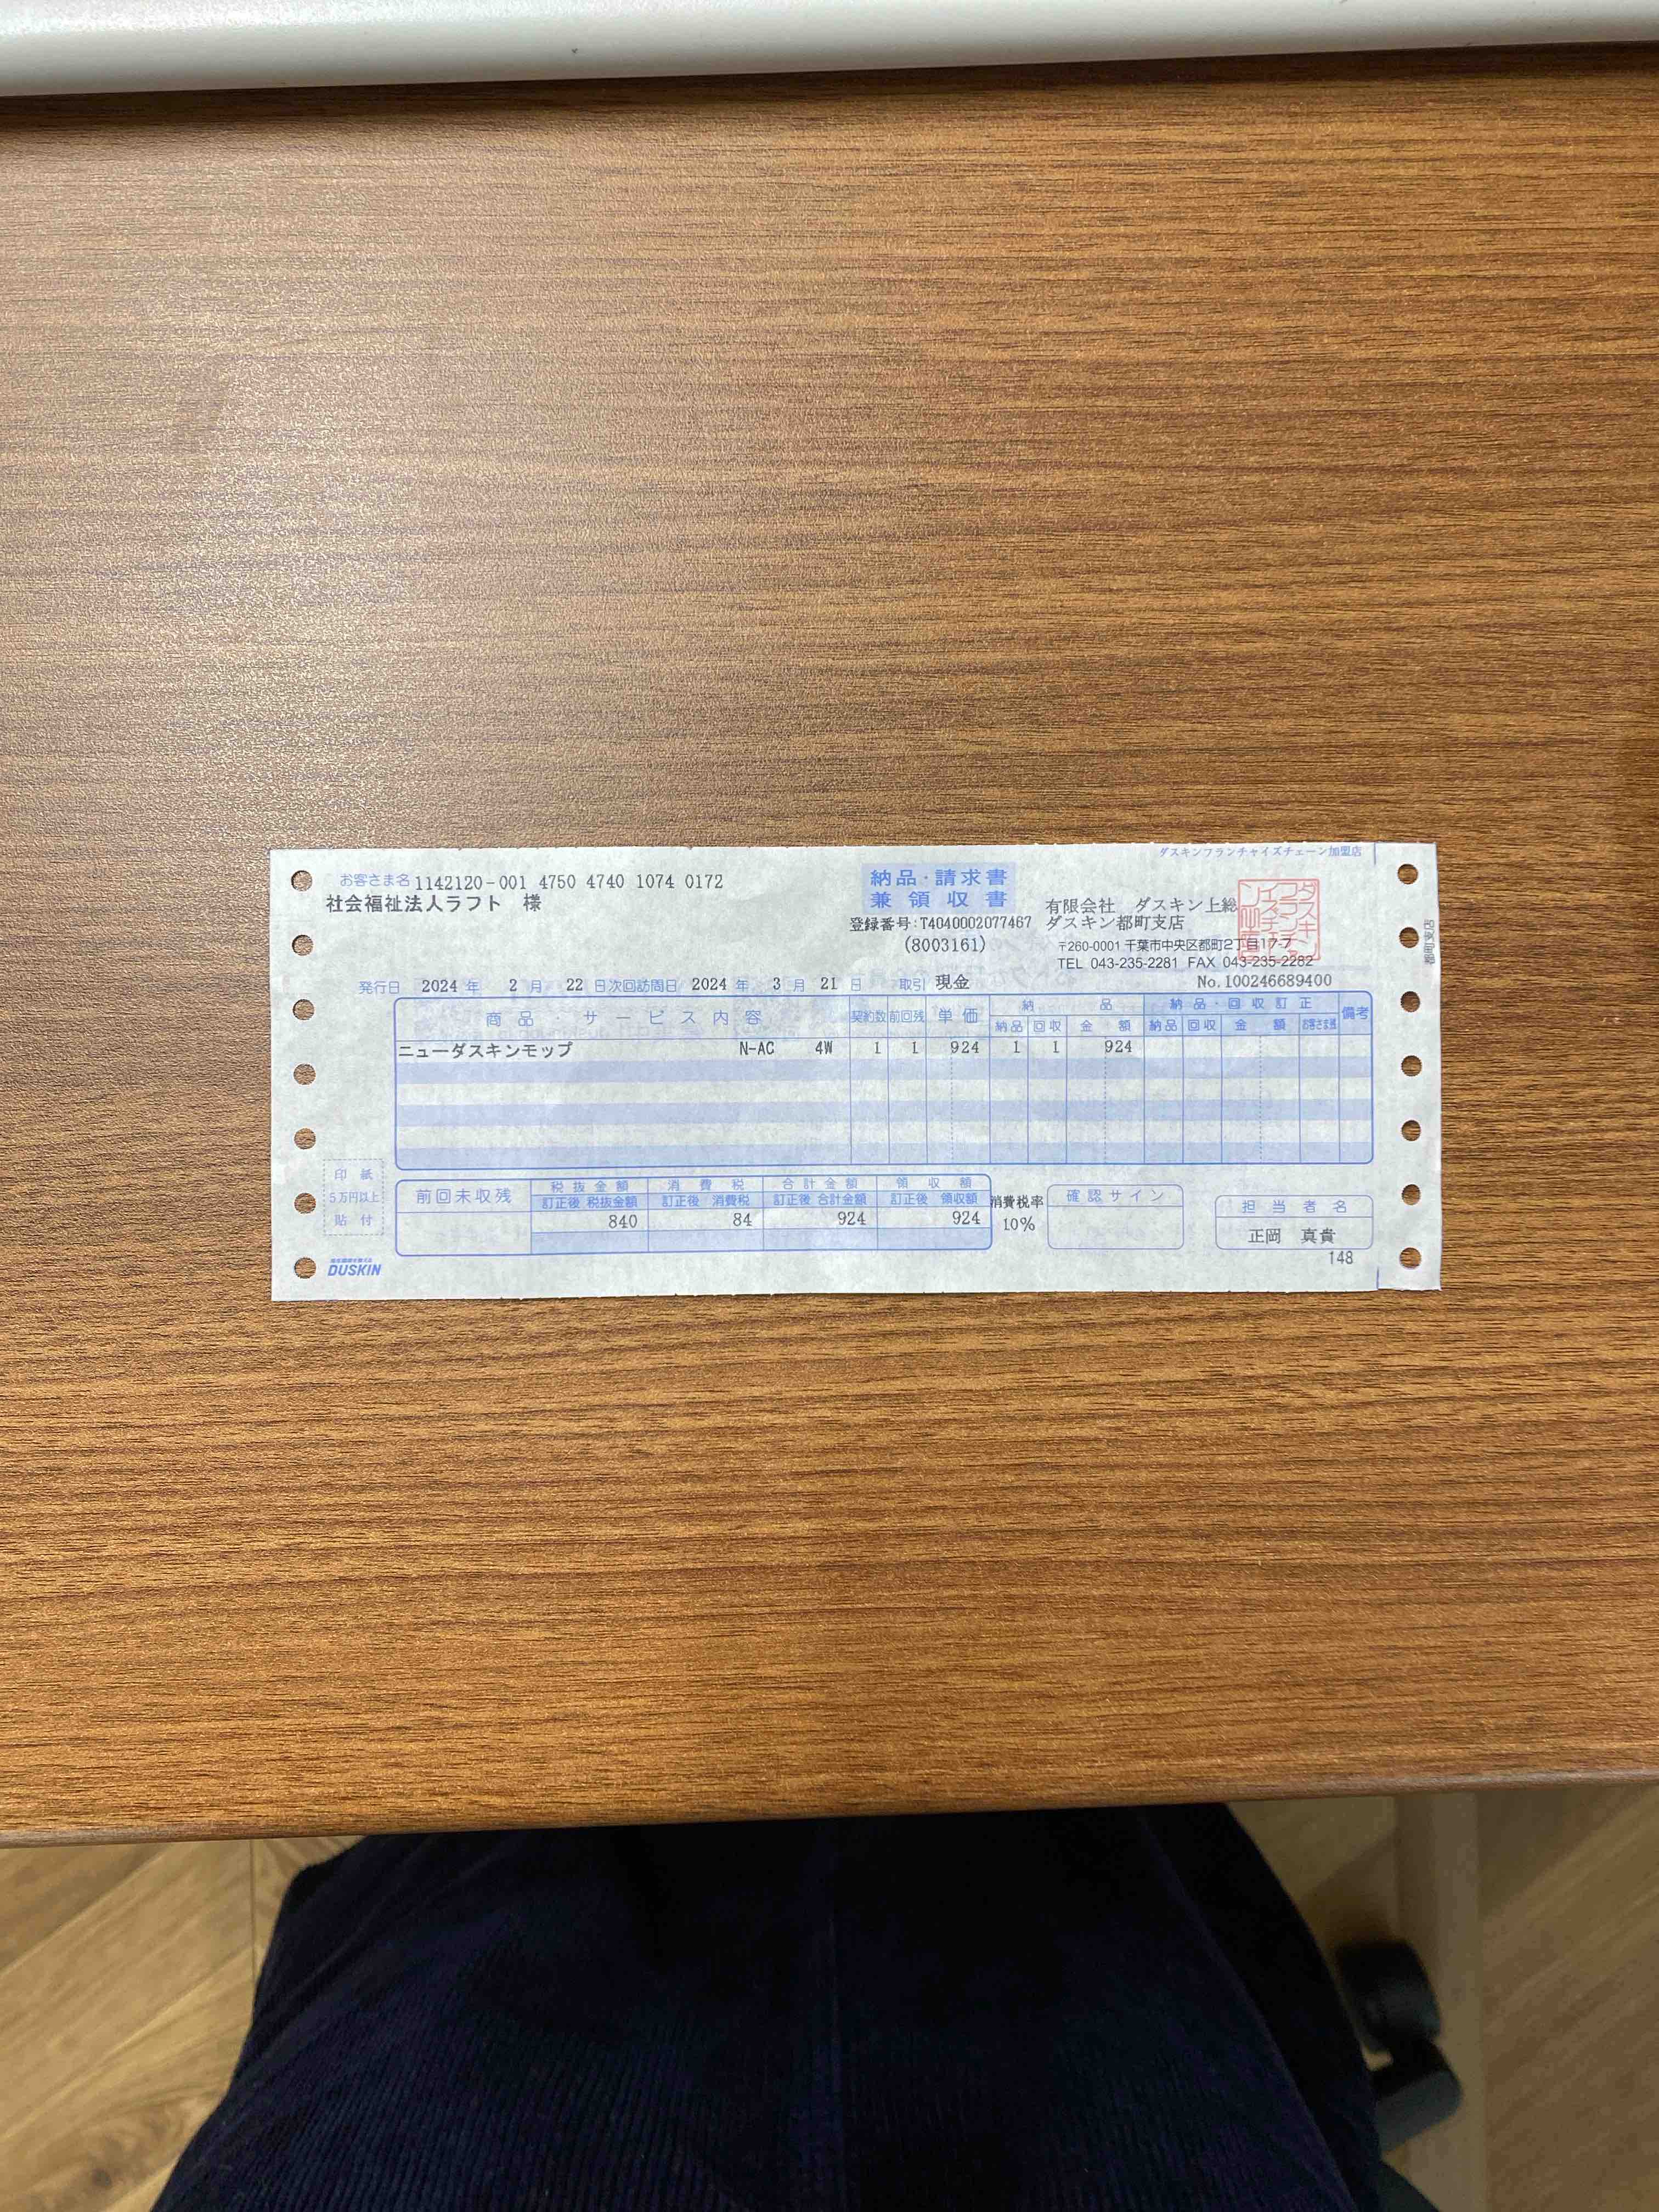 ダスキンフランチャイズチェーン加盟店
お客さま名 1142120-001 4750 4740 1074 0172
社会福祉法人ラフト 様
納品・請求書
兼領収書
登録番号:T4040002077467
(8003161)
有限会社 ダスキン上総
ダスキン都町支店
〒260-0001 千葉市中央区都町2丁目17-7
TEL 043-235-2281 FAX 043-235-2282
都町支店
発行日 2024 年 2 月 22 日 次回訪問日 2024 年 3 月 21 日 取引 現金
No.100246689400
商品・サービス内容 契約数 前回残 単価 納品 納品・回収訂正 備考
納品 回収 金額 納品 回収 金額 お客さま残
ニューダスキンモップ N-AC 4W 1 1 924 1 1 924
印紙
5万円以上
貼付
前回未収残 税抜金額 消費税 合計金額 領収額
訂正後 税抜金額 訂正後 消費税 訂正後 合計金額 訂正後 領収額
840 84 924 924
消費税率
10%
確認サイン
担当者名
正岡 真貴
148
DUSKIN